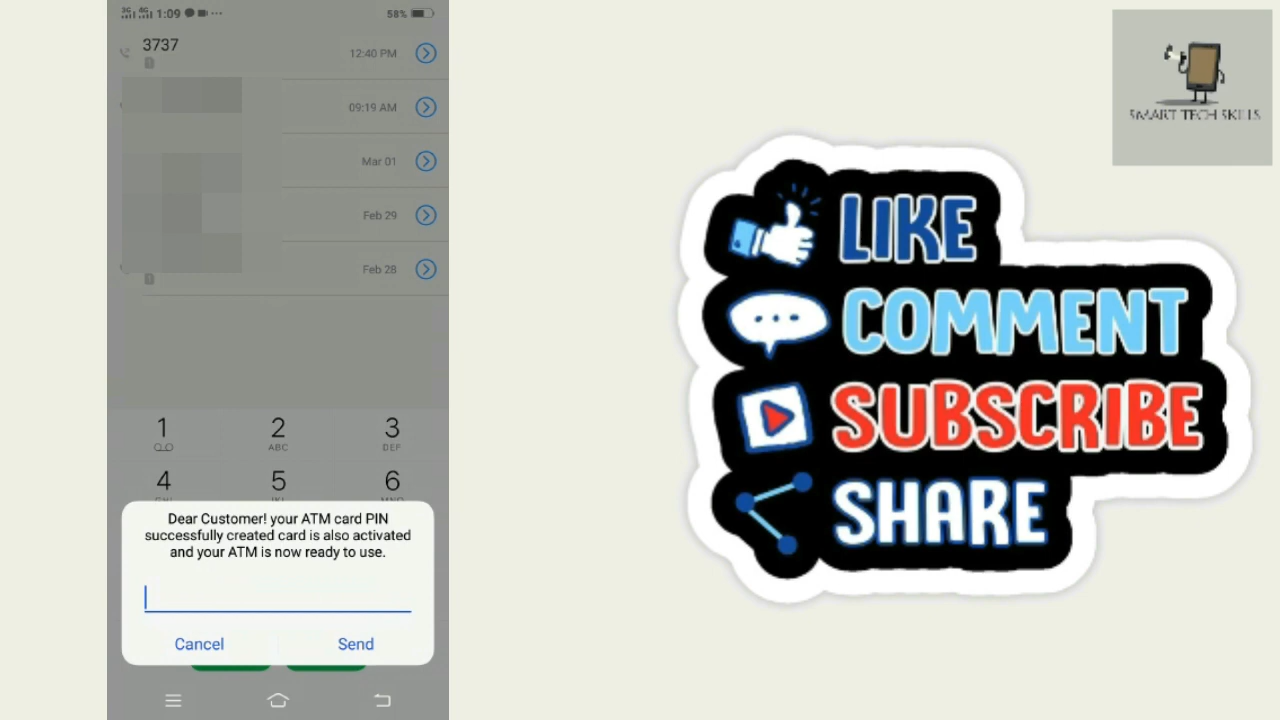 3G 4G 1:09 58%
3737
12:40 PM
09:19 AM
Mar 01
Feb 29
Feb 28
1
2
ABC
3
DEF
4
5
6
Dear Customer! your ATM card PIN
successfully created card is also activated
and your ATM is now ready to use.
Cancel Send
SMART TECH SKILLS
LIKE
COMMENT
SUBSCRIBE
SHARE